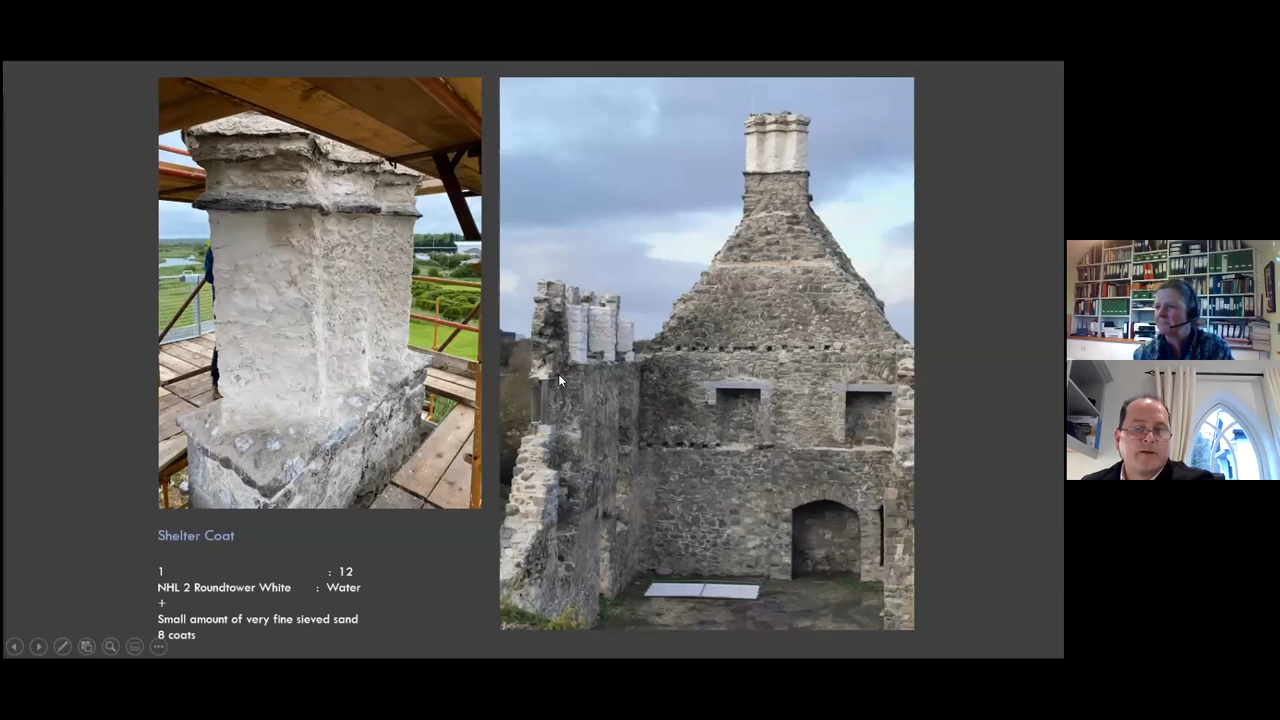 Shelter Coat
1 : 12
NHL 2 Roundtower White : Water
+
Small amount of very fine sieved sand
8 coats